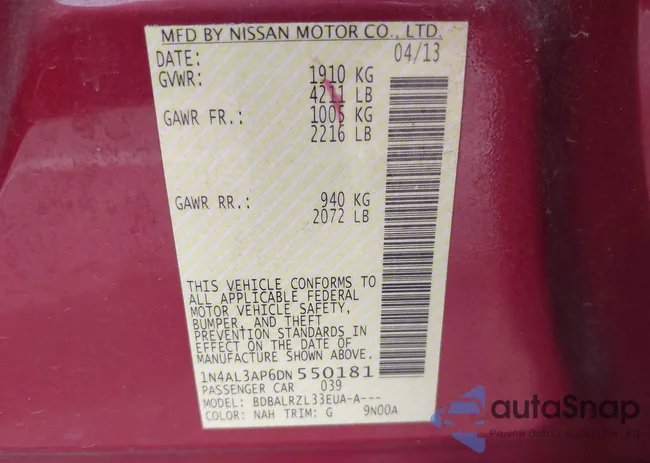 MFD BY NISSAN MOTOR CO., LTD.
DATE: 04/13
GVWR: 1910 KG
4211 LB
GAWR FR.: 1005 KG
2216 LB
GAWR RR.: 940 KG
2072 LB
THIS VEHICLE CONFORMS TO
ALL APPLICABLE FEDERAL
MOTOR VEHICLE SAFETY,
BUMPER, AND THEFT
PREVENTION STANDARDS IN
EFFECT ON THE DATE OF
MANUFACTURE SHOWN ABOVE.
1N4AL3AP6DN 550181
PASSENGER CAR 039
MODEL: BDBALRZL33EUA-A---
COLOR: NAH TRIM: G 9N00A
autoSnap